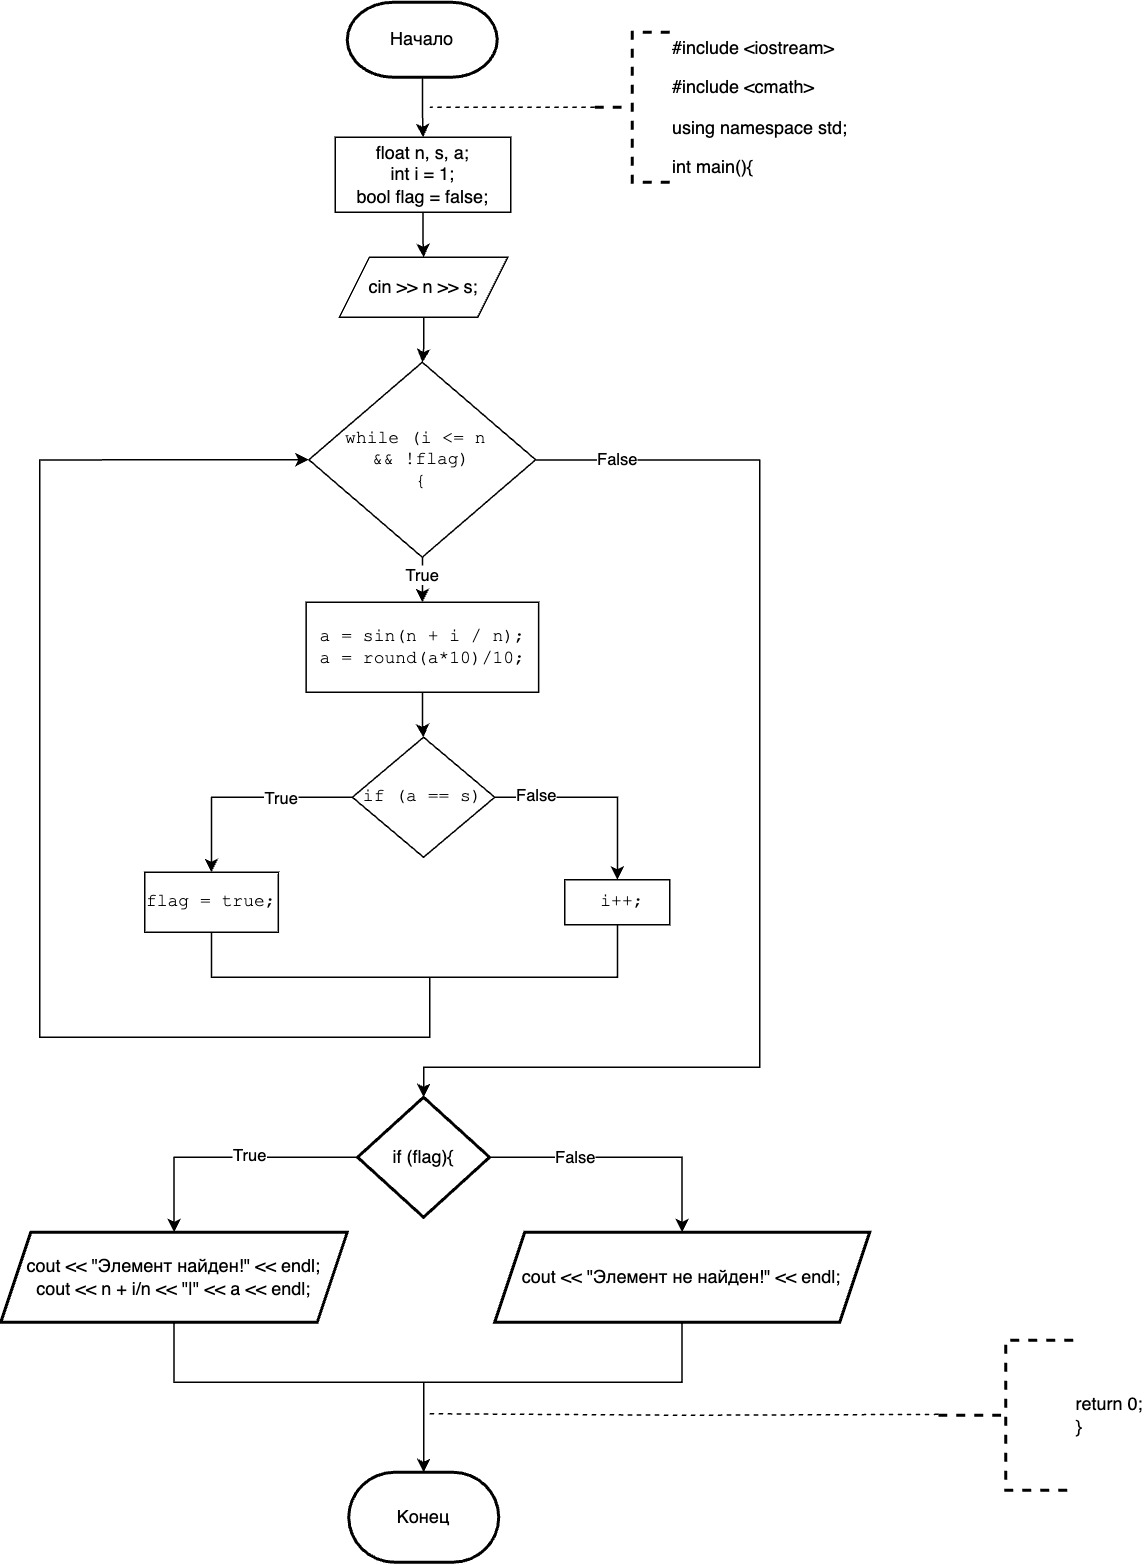 Начало
#include <iostream>
#include <cmath>
using namespace std;
int main(){
float n, s, a;
int i = 1;
bool flag = false;
cin >> n >> s;
while (i <= n
&& !flag)
{
False
True
a = sin(n + i / n);
a = round(a*10)/10;
if (a == s)
True
False
flag = true;
i++;
if (flag){
True
False
cout << "Элемент найден!" << endl;
cout << n + i/n << "|" << a << endl;
cout << "Элемент не найден!" << endl;
return 0;
}
Конец